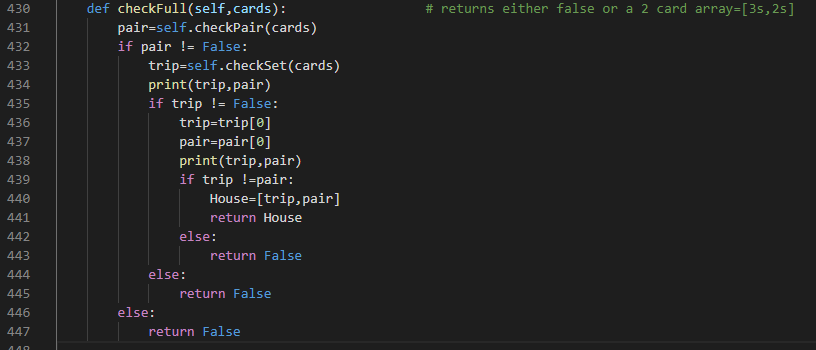 430 def checkFull(self,cards): # returns either false or a 2 card array=[3s,2s]
431 pair=self.checkPair(cards)
432 if pair != False:
433 trip=self.checkSet(cards)
434 print(trip,pair)
435 if trip != False:
436 trip=trip[0]
437 pair=pair[0]
438 print(trip,pair)
439 if trip !=pair:
440 House=[trip,pair]
441 return House
442 else:
443 return False
444 else:
445 return False
446 else:
447 return False